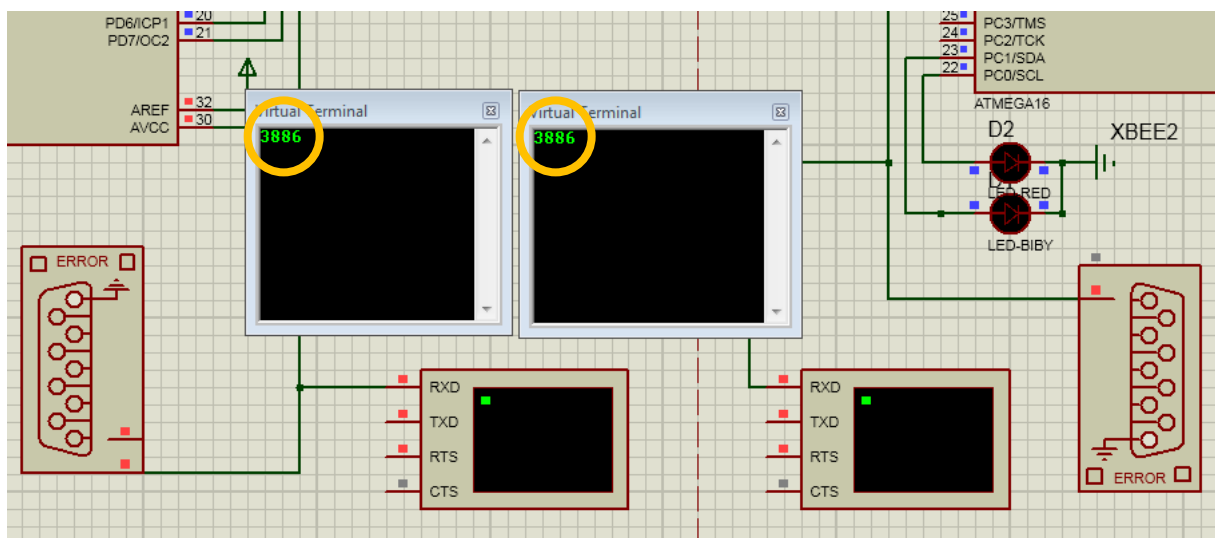 20
PD6/ICP1
21
PD7/OC2
32
AREF
30
AVCC
Virtual Terminal
3886
Virtual Terminal
3886
25
PC3/TMS
24
PC2/TCK
23
PC1/SDA
22
PC0/SCL
ATMEGA16
D2
XBEE2
LED-RED
LED-BIBY
ERROR
RXD
TXD
RTS
CTS
RXD
TXD
RTS
CTS
ERROR